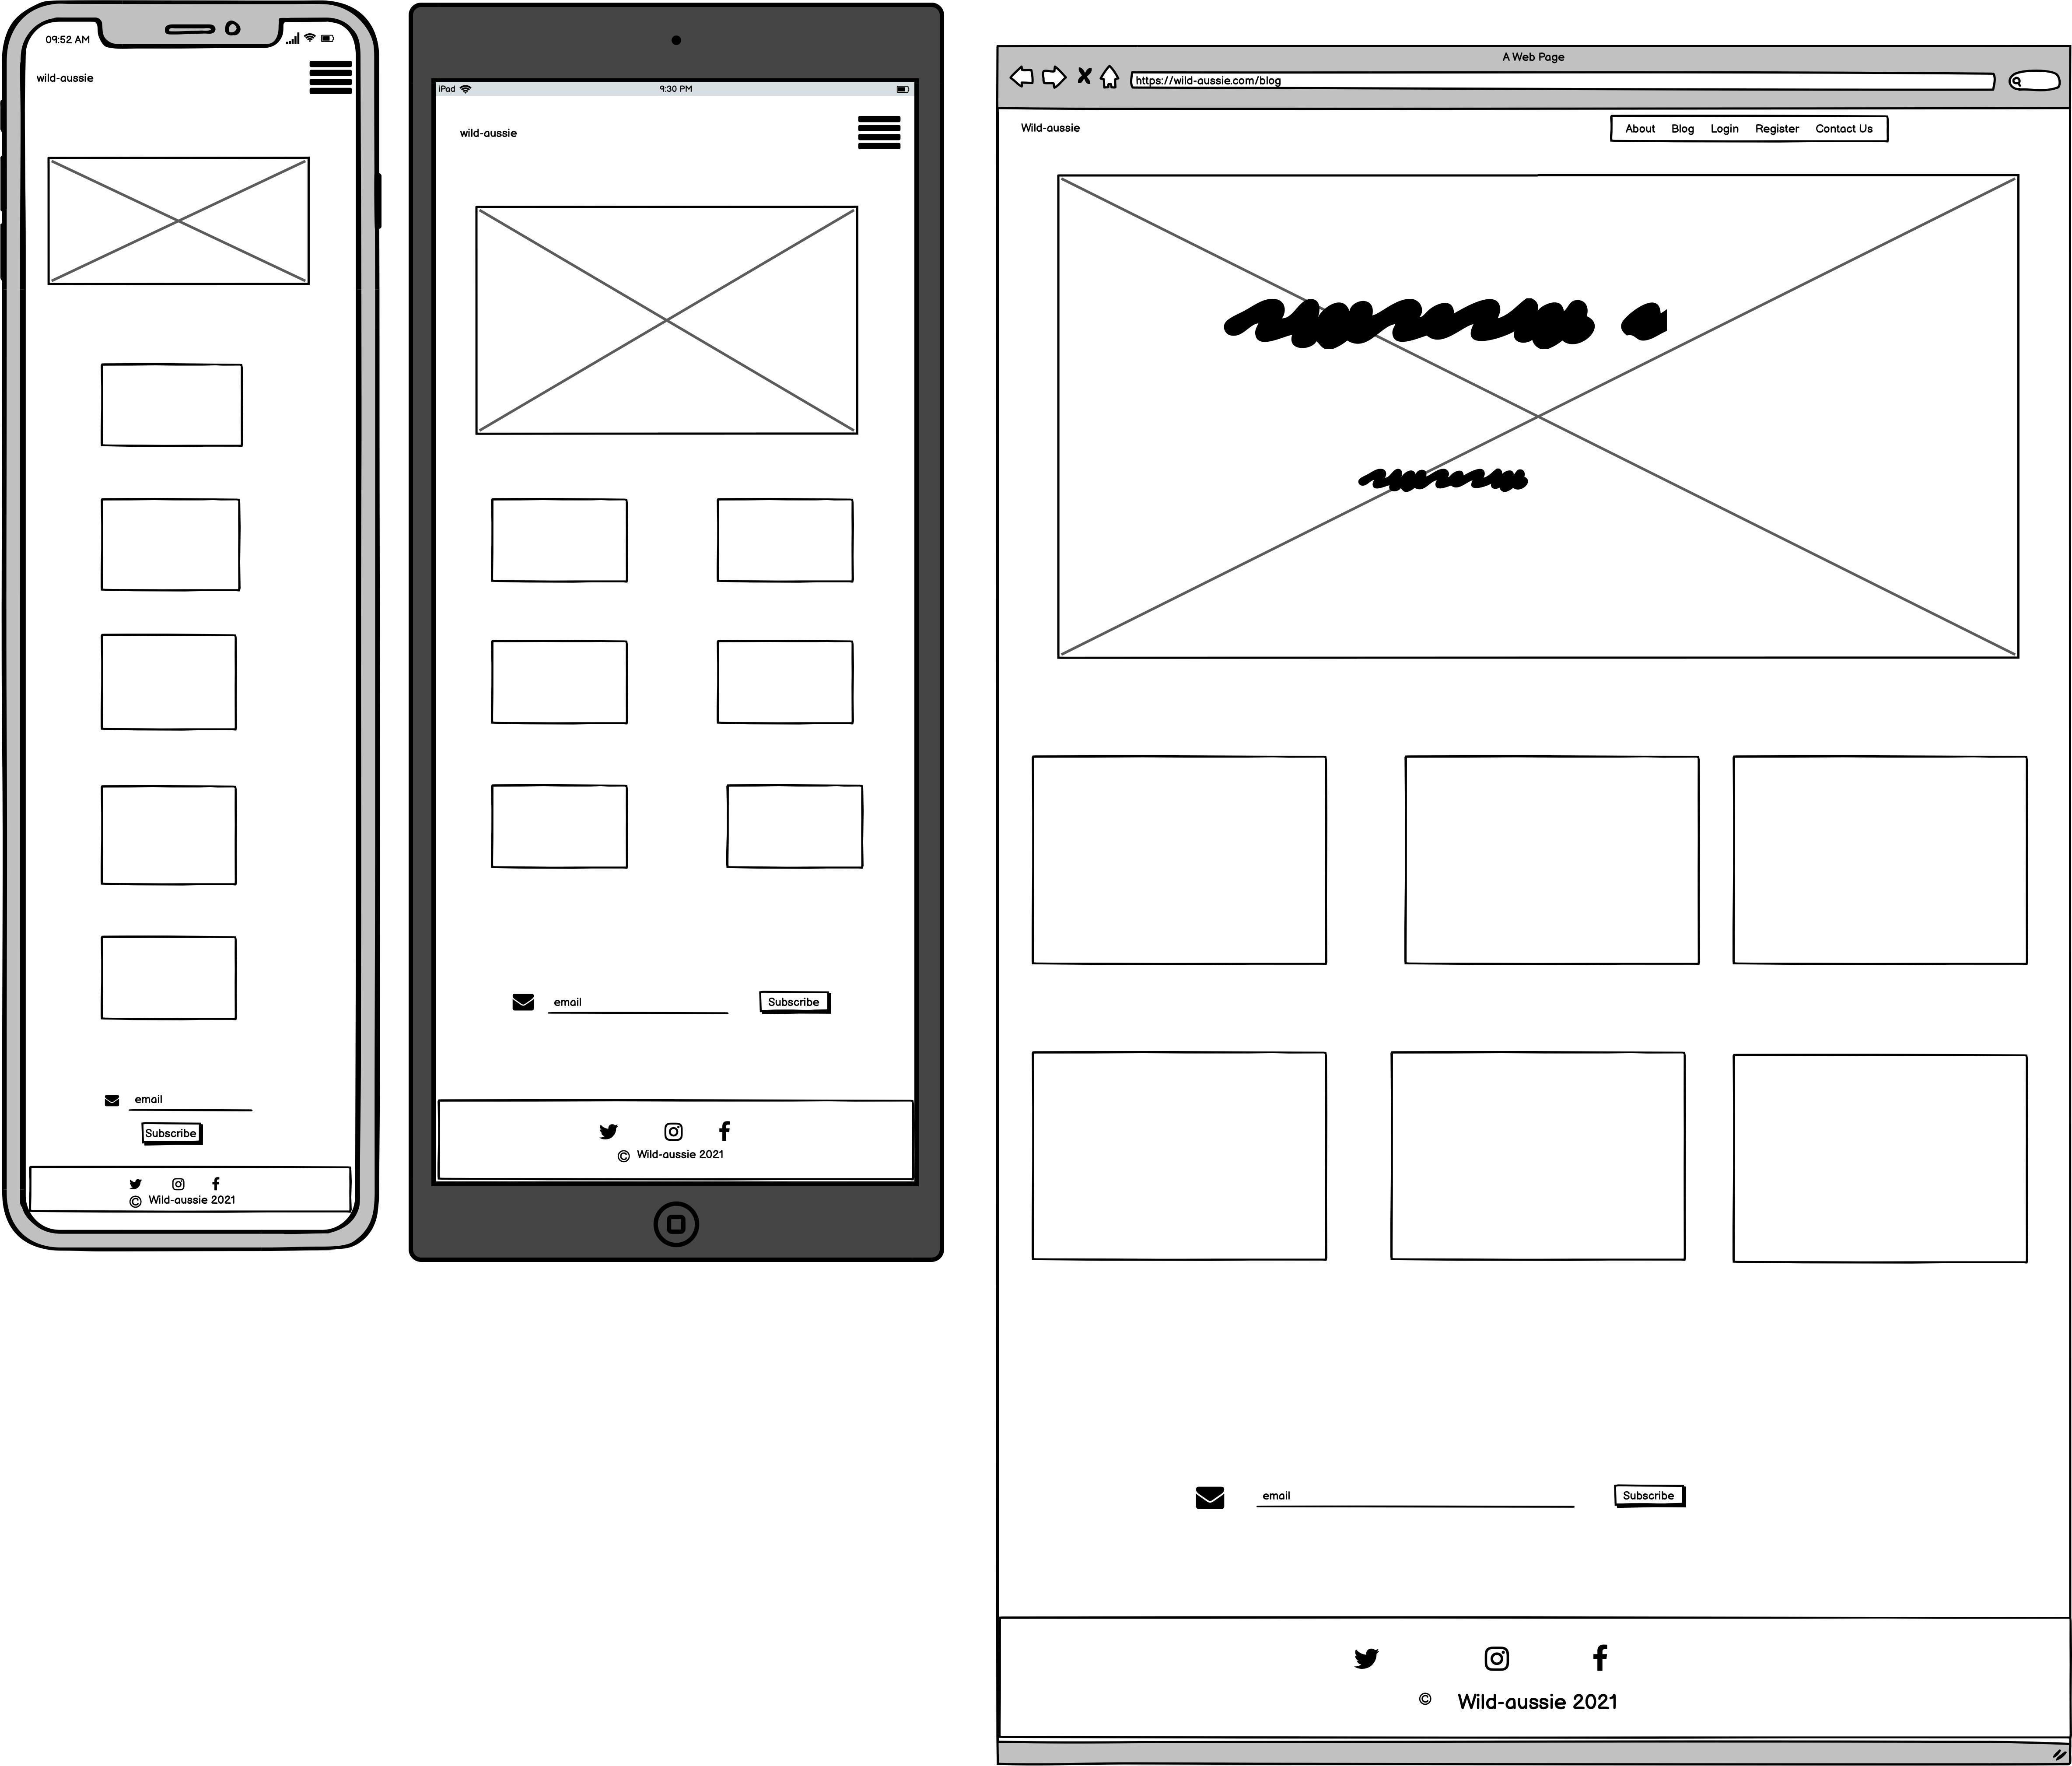 09:52 AM
wild-aussie
email
Subscribe
© Wild-aussie 2021
iPad
9:30 PM
wild-aussie
email
Subscribe
© Wild-aussie 2021
A Web Page
https://wild-aussie.com/blog
Wild-aussie
About Blog Login Register Contact Us
email
Subscribe
© Wild-aussie 2021